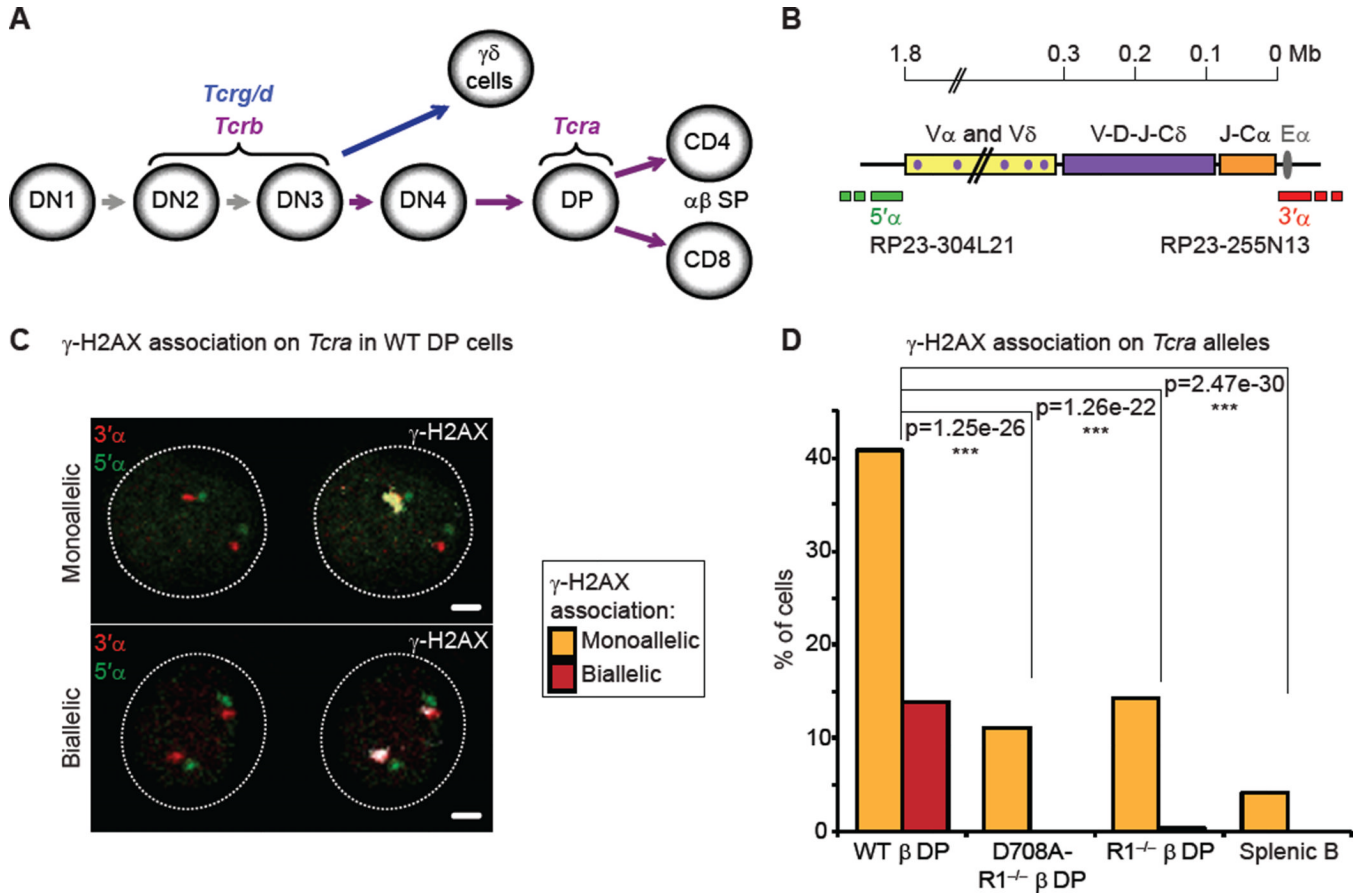 A
γδ
cells
Tcrg/d
Tcrb
Tcra
DN1
DN2
DN3
DN4
DP
CD4
αβ SP
CD8
B
1.8
0.3
0.2
0.1
0 Mb
Vα and Vδ
V-D-J-Cδ
J-Cα
Eα
5′α
3′α
RP23-304L21
RP23-255N13
C
γ-H2AX association on Tcra in WT DP cells
Monoallelic
3′α
5′α
γ-H2AX
Biallelic
3′α
5′α
γ-H2AX
γ-H2AX
association:
Monoallelic
Biallelic
D
γ-H2AX association on Tcra alleles
p=2.47e-30
***
p=1.26e-22
***
p=1.25e-26
***
% of cells
40
30
20
10
0
WT β DP
D708A-
R1–/– β DP
R1–/– β DP
Splenic B